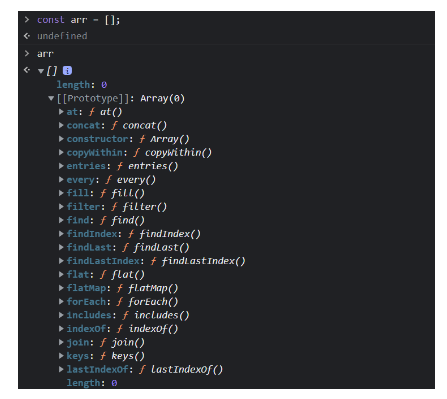 > const arr = [];
< undefined
> arr
< ▼[] i
length: 0
▼[[Prototype]]: Array(0)
▶at: ƒ at()
▶concat: ƒ concat()
▶constructor: ƒ Array()
▶copyWithin: ƒ copyWithin()
▶entries: ƒ entries()
▶every: ƒ every()
▶fill: ƒ fill()
▶filter: ƒ filter()
▶find: ƒ find()
▶findIndex: ƒ findIndex()
▶findLast: ƒ findLast()
▶findLastIndex: ƒ findLastIndex()
▶flat: ƒ flat()
▶flatMap: ƒ flatMap()
▶forEach: ƒ forEach()
▶includes: ƒ includes()
▶indexOf: ƒ indexOf()
▶join: ƒ join()
▶keys: ƒ keys()
▶lastIndexOf: ƒ lastIndexOf()
length: 0